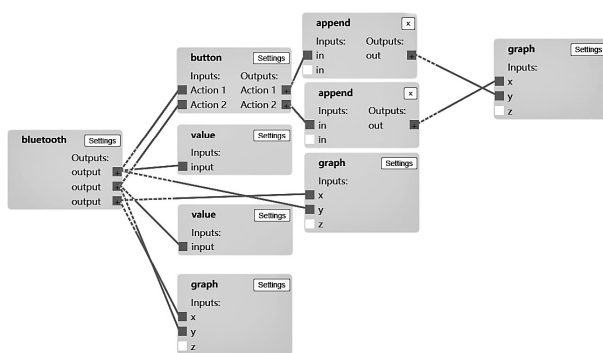 append x
Inputs: Outputs:
in out +
in
graph Settings
Inputs:
x
y
z
button Settings
Inputs: Outputs:
Action 1 Action 1 +
Action 2 Action 2 +
append x
Inputs: Outputs:
in out +
in
bluetooth Settings
Outputs:
output +
output +
output +
value Settings
Inputs:
input
graph Settings
Inputs:
x
y
z
value Settings
Inputs:
input
graph Settings
Inputs:
x
y
z